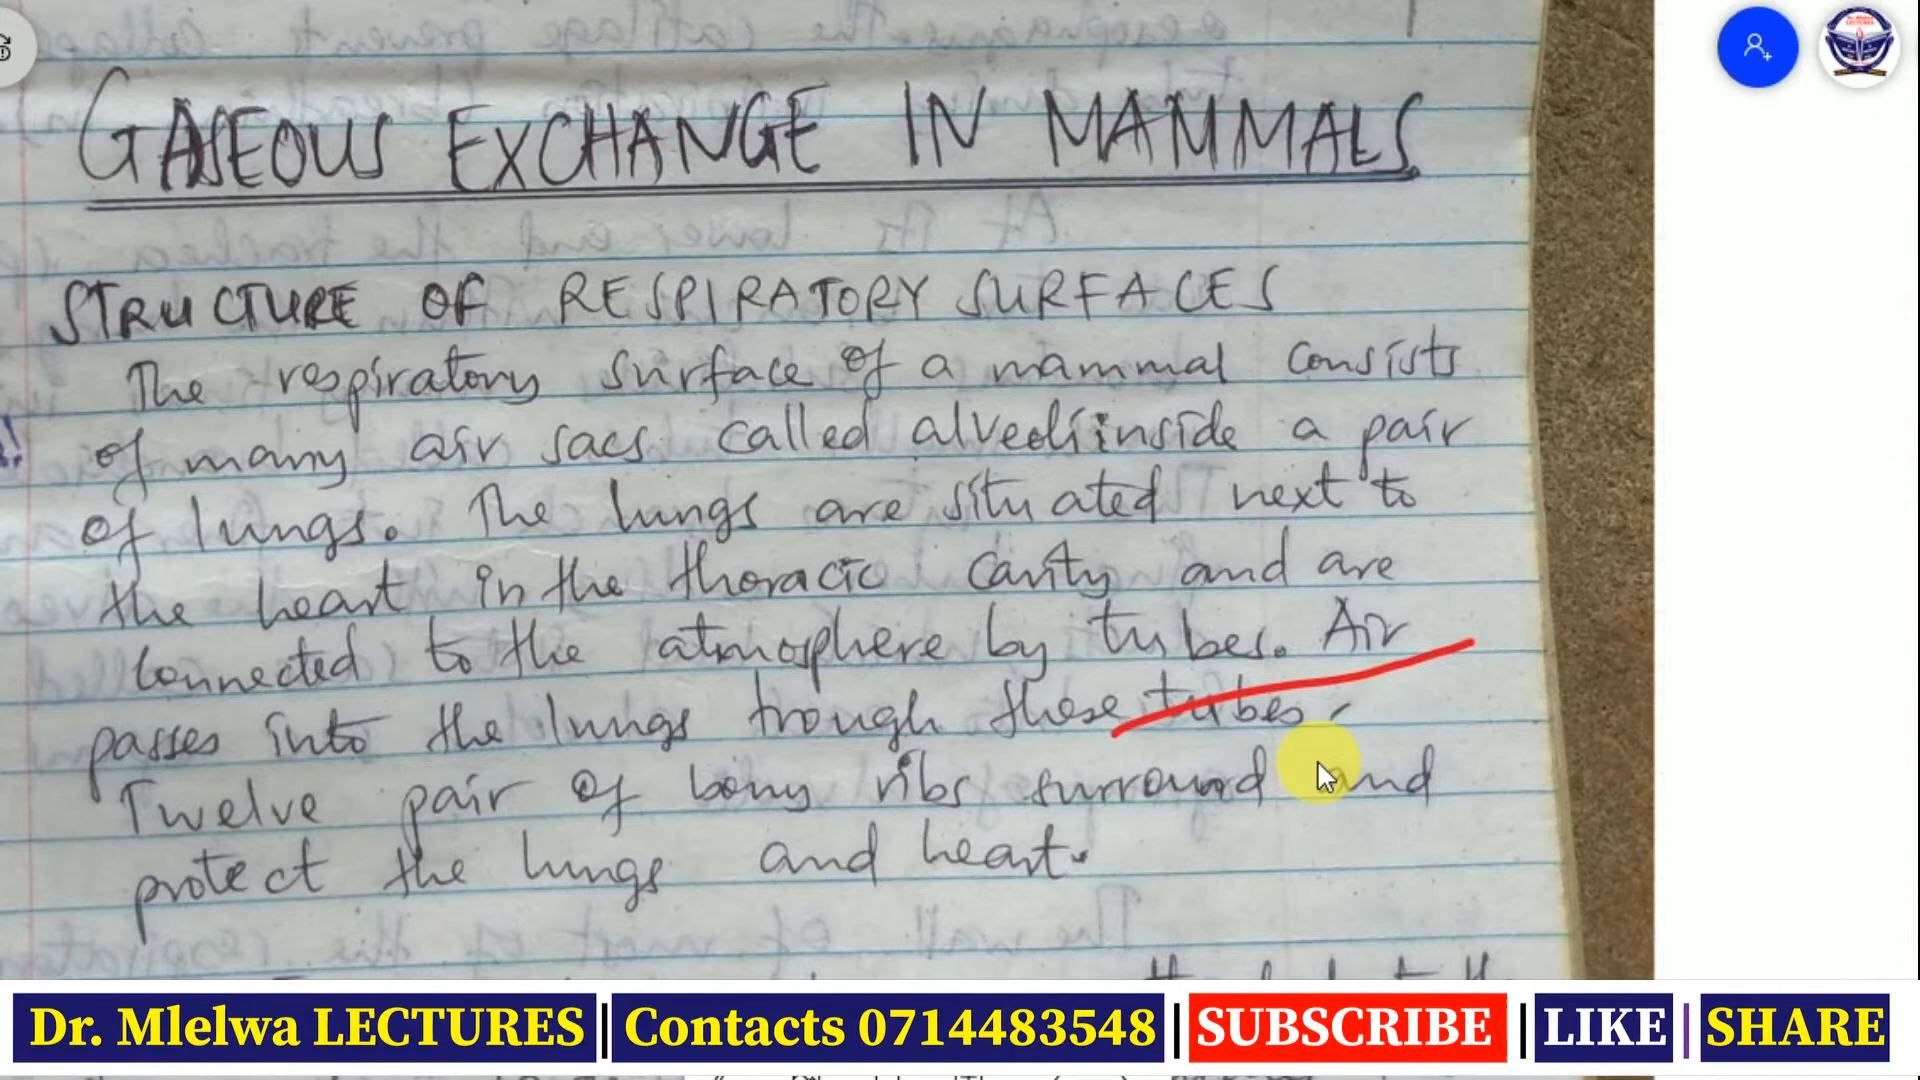 GASEOUS EXCHANGE IN MAMMALS.
STRUCTURE OF RESPIRATORY SURFACES
The respiratory surface of a mammal consists
of many air sacs called alveoli inside a pair
of lungs. The lungs are situated next to
the heart in the thoracic cavity and are
connected to the atmosphere by tubes. Air
passes into the lungs trough these tubes.
Twelve pair of bony ribs surround and
protect the lungs and heart.
Dr. Mlelwa LECTURES | Contacts 0714483548 | SUBSCRIBE | LIKE | SHARE